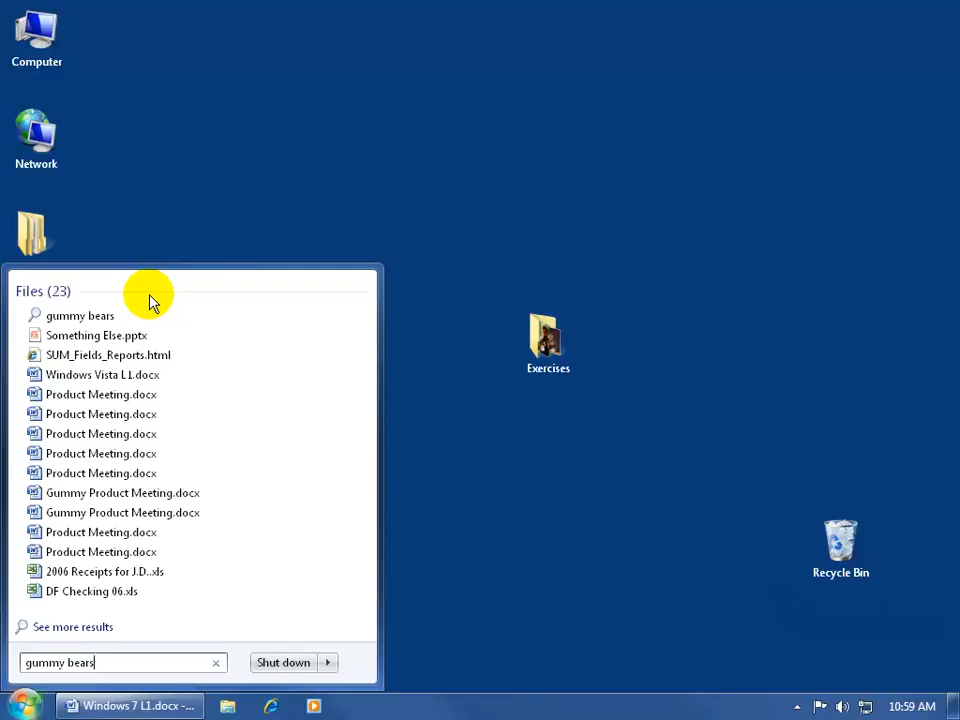 Computer
Network
Files (23)
gummy bears
Something Else.pptx
SUM_Fields_Reports.html
Windows Vista L1.docx
Product Meeting.docx
Product Meeting.docx
Product Meeting.docx
Product Meeting.docx
Product Meeting.docx
Gummy Product Meeting.docx
Gummy Product Meeting.docx
Product Meeting.docx
Product Meeting.docx
2006 Receipts for J.D...xls
DF Checking 06.xls
See more results
gummy bears
Shut down
Exercises
Recycle Bin
Windows 7 L1.docx -...
10:59 AM